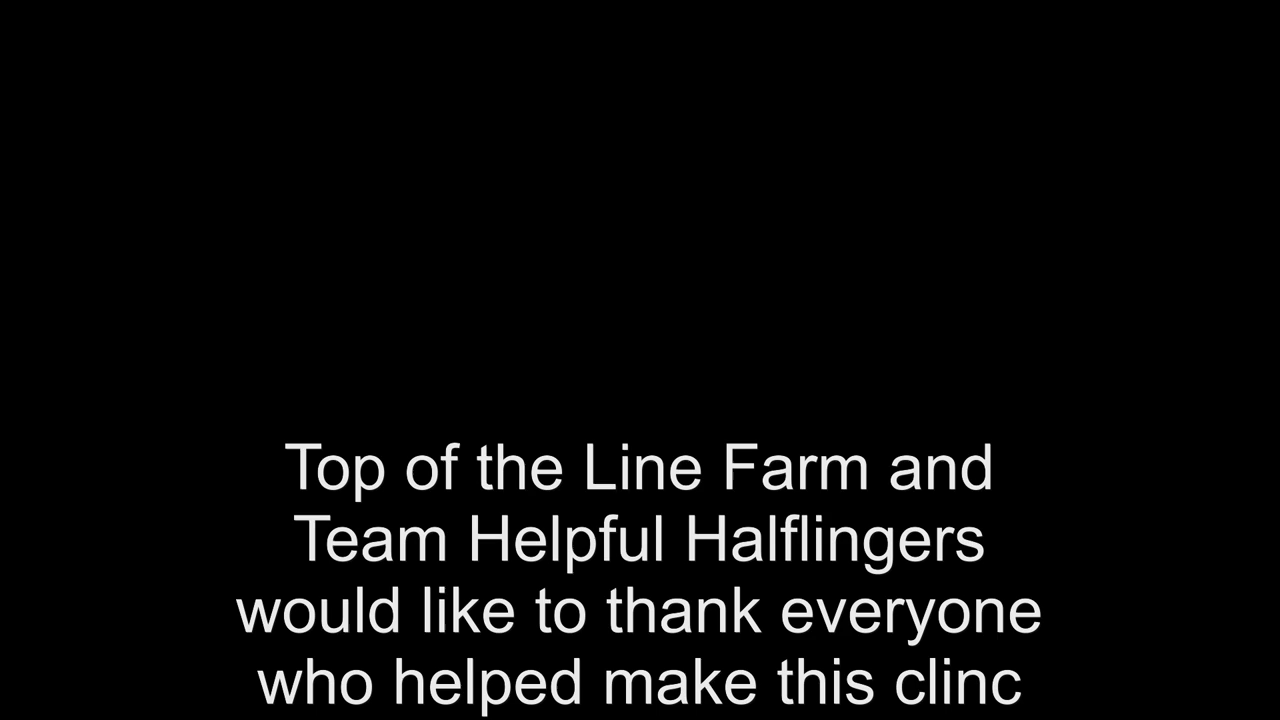 Top of the Line Farm and
Team Helpful Halflingers
would like to thank everyone
who helped make this clinc